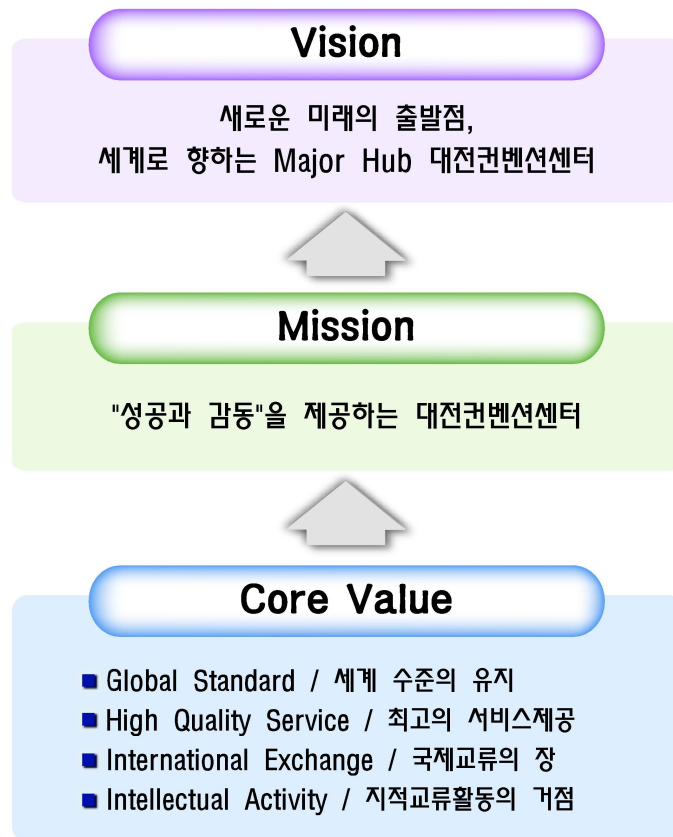 Vision
새로운 미래의 출발점,
세계로 향하는 Major Hub 대전컨벤션센터
Mission
"성공과 감동"을 제공하는 대전컨벤션센터
Core Value
Global Standard / 세계 수준의 유지
High Quality Service / 최고의 서비스제공
International Exchange / 국제교류의 장
Intellectual Activity / 지적교류활동의 거점